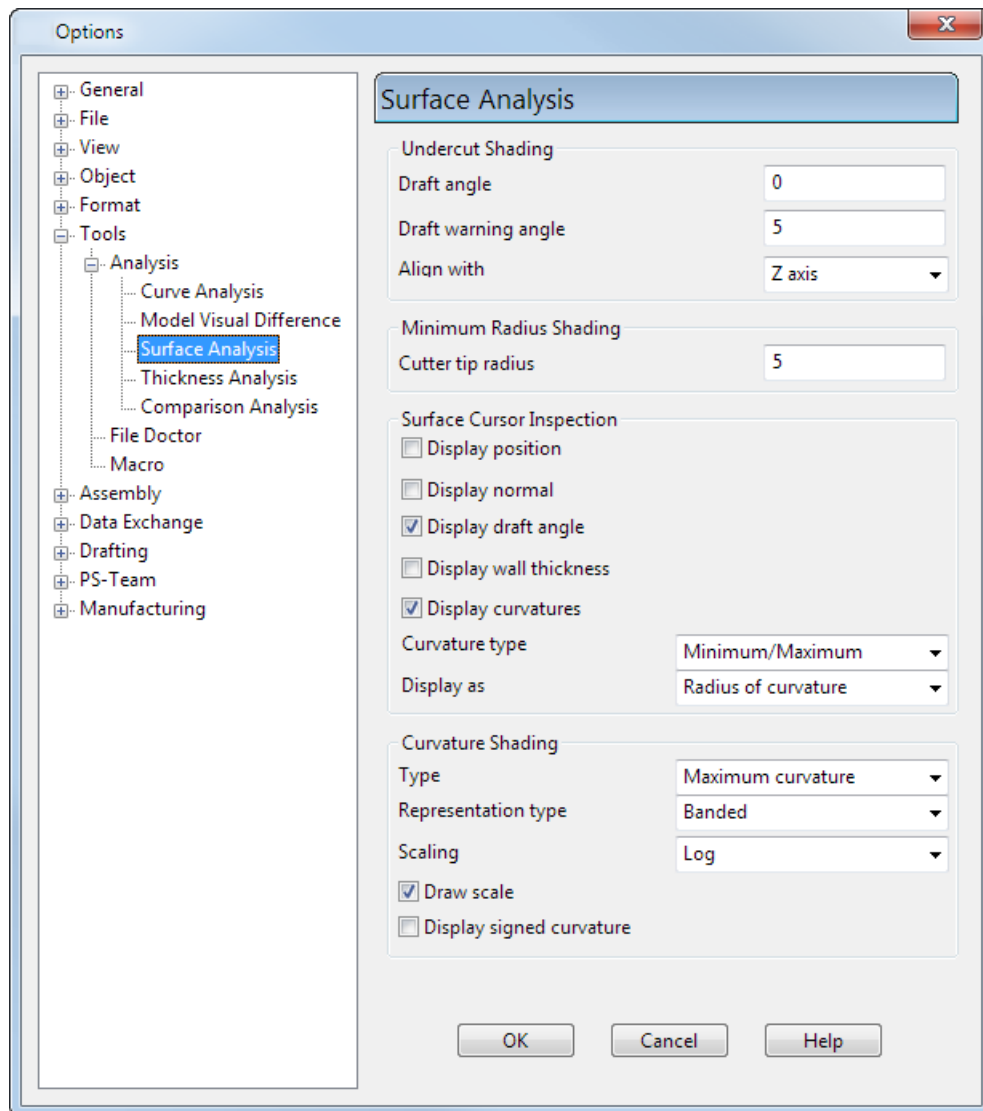 Options
General
File
View
Object
Format
Tools
Analysis
Curve Analysis
Model Visual Difference
Surface Analysis
Thickness Analysis
Comparison Analysis
File Doctor
Macro
Assembly
Data Exchange
Drafting
PS-Team
Manufacturing
Surface Analysis
Undercut Shading
Draft angle 0
Draft warning angle 5
Align with Z axis
Minimum Radius Shading
Cutter tip radius 5
Surface Cursor Inspection
Display position
Display normal
Display draft angle
Display wall thickness
Display curvatures
Curvature type Minimum/Maximum
Display as Radius of curvature
Curvature Shading
Type Maximum curvature
Representation type Banded
Scaling Log
Draw scale
Display signed curvature
OK Cancel Help